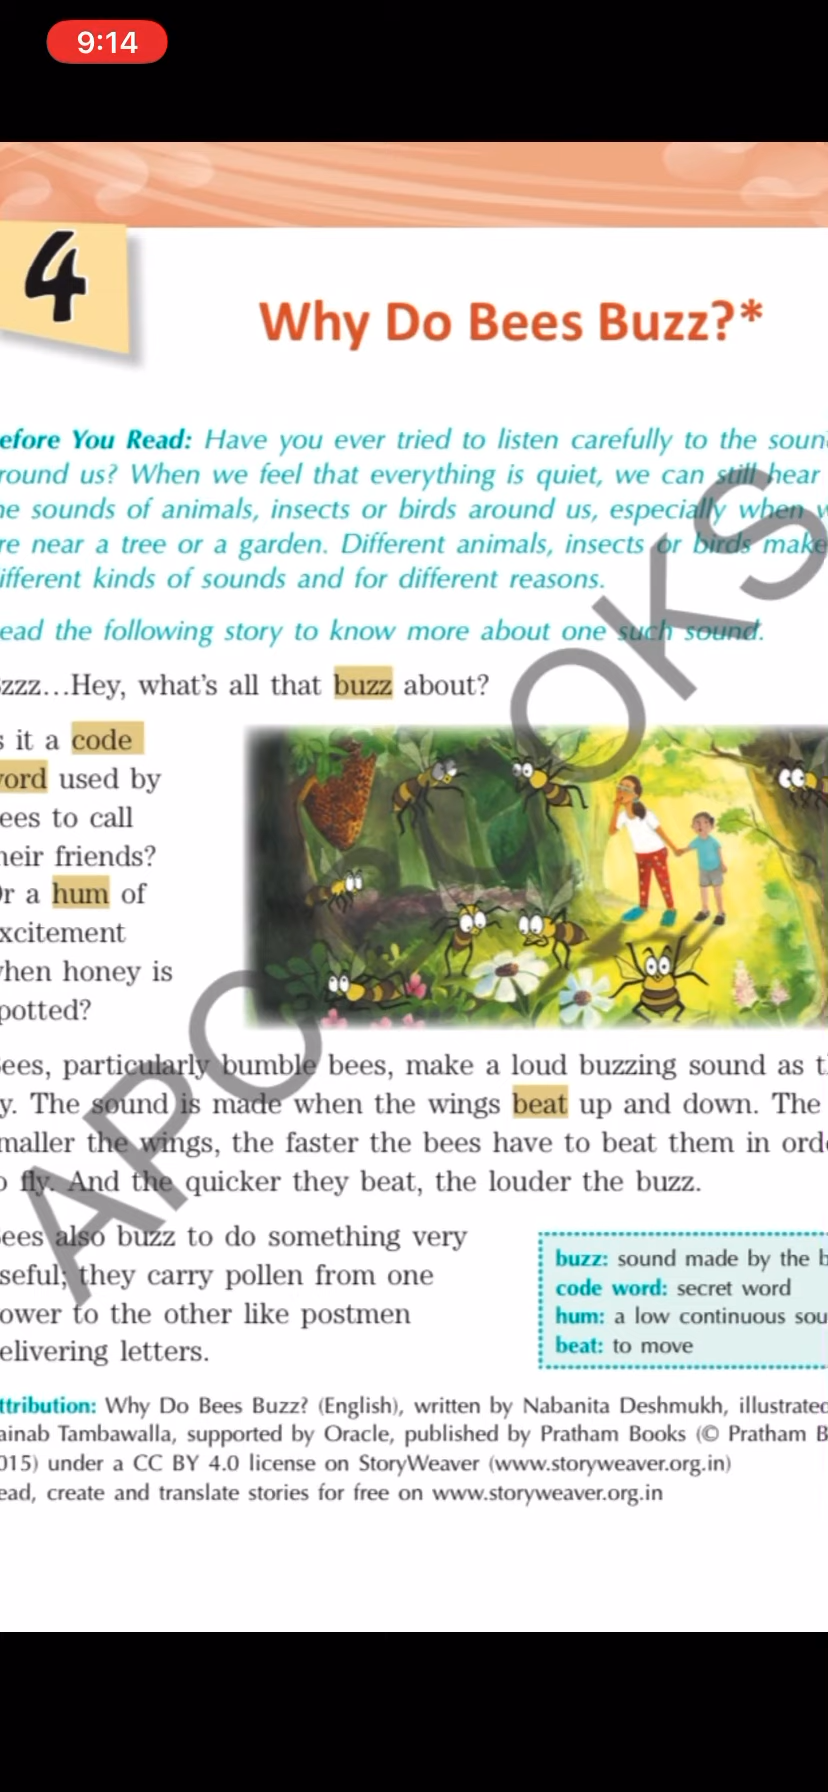 9:14
4
Why Do Bees Buzz?*
efore You Read: Have you ever tried to listen carefully to the soun
round us? When we feel that everything is quiet, we can still hear
he sounds of animals, insects or birds around us, especially when w
re near a tree or a garden. Different animals, insects or birds make
ifferent kinds of sounds and for different reasons.
ead the following story to know more about one such sound.
zzz...Hey, what's all that buzz about?
s it a code
word used by
ees to call
heir friends?
Or a hum of
xcitement
when honey is
potted?
ees, particularly bumble bees, make a loud buzzing sound as th
y. The sound is made when the wings beat up and down. The
maller the wings, the faster the bees have to beat them in orde
o fly. And the quicker they beat, the louder the buzz.
ees also buzz to do something very
seful; they carry pollen from one
ower to the other like postmen
elivering letters.
buzz: sound made by the b
code word: secret word
hum: a low continuous sou
beat: to move
ttribution: Why Do Bees Buzz? (English), written by Nabanita Deshmukh, illustrated
ainab Tambawalla, supported by Oracle, published by Pratham Books (© Pratham B
015) under a CC BY 4.0 license on StoryWeaver (www.storyweaver.org.in)
ead, create and translate stories for free on www.storyweaver.org.in